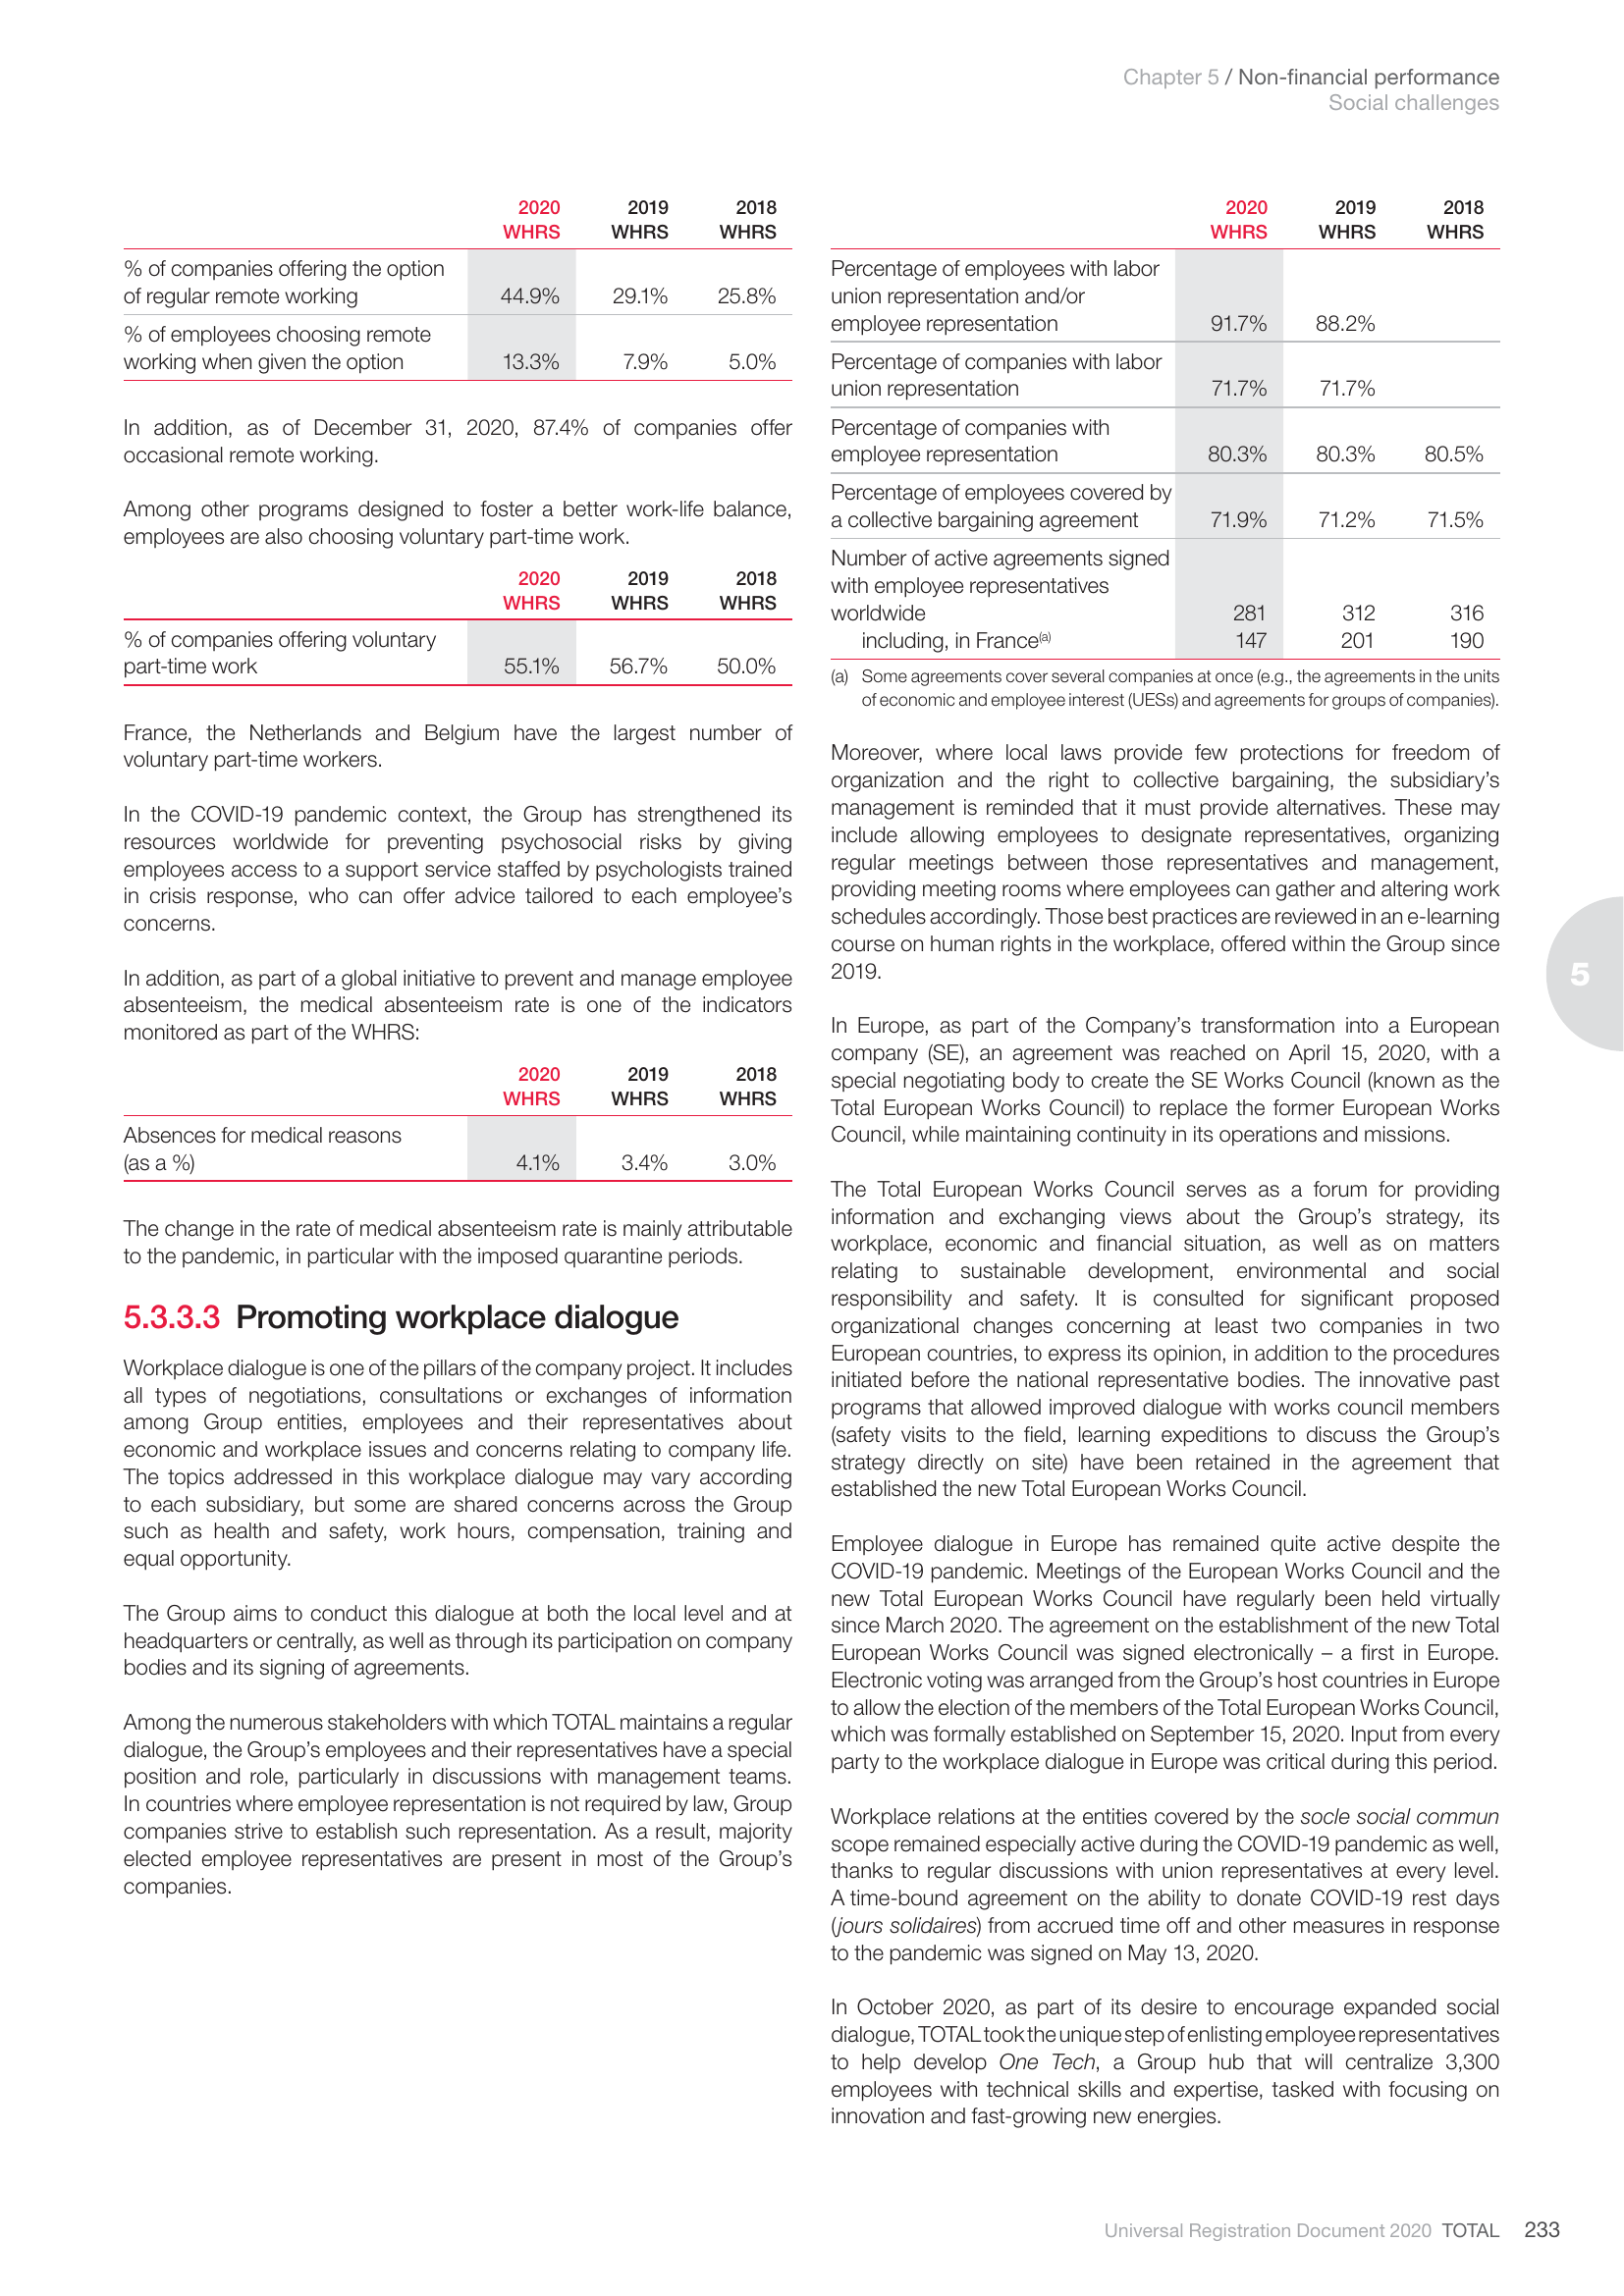 Chapter 5 / Non-financial performance
Social challenges
2020 2019 2018
WHRS WHRS WHRS
% of companies offering the option
of regular remote working 44.9% 29.1% 25.8%
% of employees choosing remote
working when given the option 13.3% 7.9% 5.0%
In addition, as of December 31, 2020, 87.4% of companies offer
occasional remote working.
Among other programs designed to foster a better work-life balance,
employees are also choosing voluntary part-time work.
2020 2019 2018
WHRS WHRS WHRS
% of companies offering voluntary
part-time work 55.1% 56.7% 50.0%
France, the Netherlands and Belgium have the largest number of
voluntary part-time workers.
In the COVID-19 pandemic context, the Group has strengthened its
resources worldwide for preventing psychosocial risks by giving
employees access to a support service staffed by psychologists trained
in crisis response, who can offer advice tailored to each employee's
concerns.
In addition, as part of a global initiative to prevent and manage employee
absenteeism, the medical absenteeism rate is one of the indicators
monitored as part of the WHRS:
2020 2019 2018
WHRS WHRS WHRS
Absences for medical reasons
(as a %) 4.1% 3.4% 3.0%
The change in the rate of medical absenteeism rate is mainly attributable
to the pandemic, in particular with the imposed quarantine periods.
5.3.3.3 Promoting workplace dialogue
Workplace dialogue is one of the pillars of the company project. It includes
all types of negotiations, consultations or exchanges of information
among Group entities, employees and their representatives about
economic and workplace issues and concerns relating to company life.
The topics addressed in this workplace dialogue may vary according
to each subsidiary, but some are shared concerns across the Group
such as health and safety, work hours, compensation, training and
equal opportunity.
The Group aims to conduct this dialogue at both the local level and at
headquarters or centrally, as well as through its participation on company
bodies and its signing of agreements.
Among the numerous stakeholders with which TOTAL maintains a regular
dialogue, the Group's employees and their representatives have a special
position and role, particularly in discussions with management teams.
In countries where employee representation is not required by law, Group
companies strive to establish such representation. As a result, majority
elected employee representatives are present in most of the Group's
companies.
2020 2019 2018
WHRS WHRS WHRS
Percentage of employees with labor
union representation and/or
employee representation 91.7% 88.2%
Percentage of companies with labor
union representation 71.7% 71.7%
Percentage of companies with
employee representation 80.3% 80.3% 80.5%
Percentage of employees covered by
a collective bargaining agreement 71.9% 71.2% 71.5%
Number of active agreements signed
with employee representatives
worldwide 281 312 316
including, in France(a) 147 201 190
(a) Some agreements cover several companies at once (e.g., the agreements in the units
of economic and employee interest (UESs) and agreements for groups of companies).
Moreover, where local laws provide few protections for freedom of
organization and the right to collective bargaining, the subsidiary's
management is reminded that it must provide alternatives. These may
include allowing employees to designate representatives, organizing
regular meetings between those representatives and management,
providing meeting rooms where employees can gather and altering work
schedules accordingly. Those best practices are reviewed in an e-learning
course on human rights in the workplace, offered within the Group since
2019.
In Europe, as part of the Company's transformation into a European
company (SE), an agreement was reached on April 15, 2020, with a
special negotiating body to create the SE Works Council (known as the
Total European Works Council) to replace the former European Works
Council, while maintaining continuity in its operations and missions.
The Total European Works Council serves as a forum for providing
information and exchanging views about the Group's strategy, its
workplace, economic and financial situation, as well as on matters
relating to sustainable development, environmental and social
responsibility and safety. It is consulted for significant proposed
organizational changes concerning at least two companies in two
European countries, to express its opinion, in addition to the procedures
initiated before the national representative bodies. The innovative past
programs that allowed improved dialogue with works council members
(safety visits to the field, learning expeditions to discuss the Group's
strategy directly on site) have been retained in the agreement that
established the new Total European Works Council.
Employee dialogue in Europe has remained quite active despite the
COVID-19 pandemic. Meetings of the European Works Council and the
new Total European Works Council have regularly been held virtually
since March 2020. The agreement on the establishment of the new Total
European Works Council was signed electronically – a first in Europe.
Electronic voting was arranged from the Group's host countries in Europe
to allow the election of the members of the Total European Works Council,
which was formally established on September 15, 2020. Input from every
party to the workplace dialogue in Europe was critical during this period.
Workplace relations at the entities covered by the socle social commun
scope remained especially active during the COVID-19 pandemic as well,
thanks to regular discussions with union representatives at every level.
A time-bound agreement on the ability to donate COVID-19 rest days
(jours solidaires) from accrued time off and other measures in response
to the pandemic was signed on May 13, 2020.
In October 2020, as part of its desire to encourage expanded social
dialogue, TOTAL took the unique step of enlisting employee representatives
to help develop One Tech, a Group hub that will centralize 3,300
employees with technical skills and expertise, tasked with focusing on
innovation and fast-growing new energies.
5
Universal Registration Document 2020 TOTAL 233